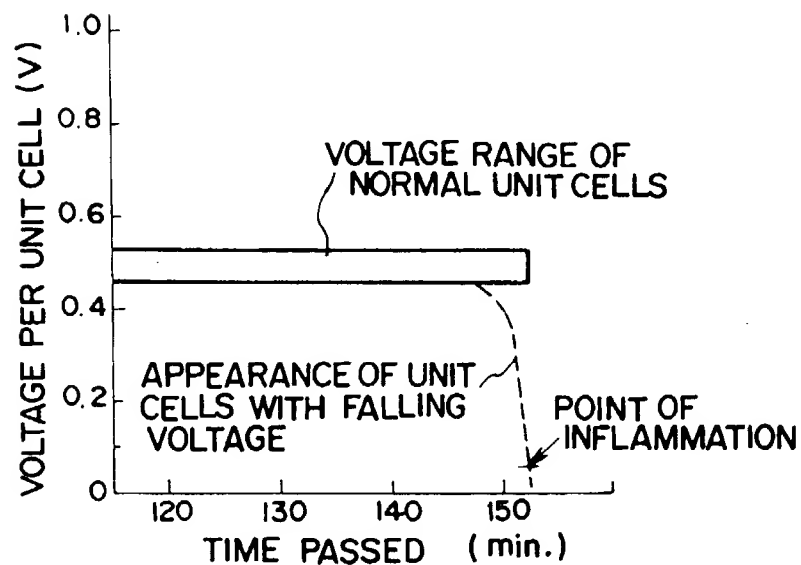 1.0
0.8
0.6
0.4
0.2
0
VOLTAGE PER UNIT CELL (V)
VOLTAGE RANGE OF
NORMAL UNIT CELLS
APPEARANCE OF UNIT
CELLS WITH FALLING
VOLTAGE
POINT OF
INFLAMMATION
120 130 140 150
TIME PASSED (min.)